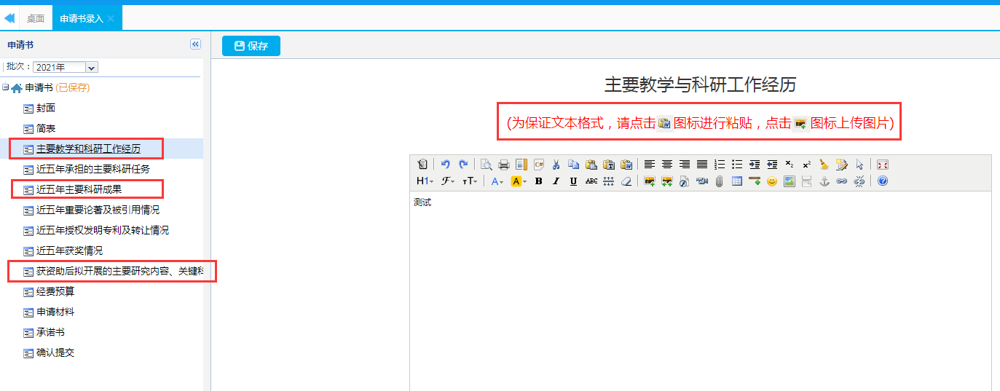 桌面 申请书录入
申请书
保存
批次：2021年
主要教学与科研工作经历
申请书 (已保存)
封面
(为保证文本格式，请点击图标进行粘贴，点击图标上传图片)
简表
主要教学和科研工作经历
近五年承担的主要科研任务
H1 F TT A A B I U ABC
近五年主要科研成果
测试
近五年重要论著及被引用情况
近五年授权发明专利及转让情况
近五年获奖情况
获资助后拟开展的主要研究内容、关键科
经费预算
申请材料
承诺书
确认提交